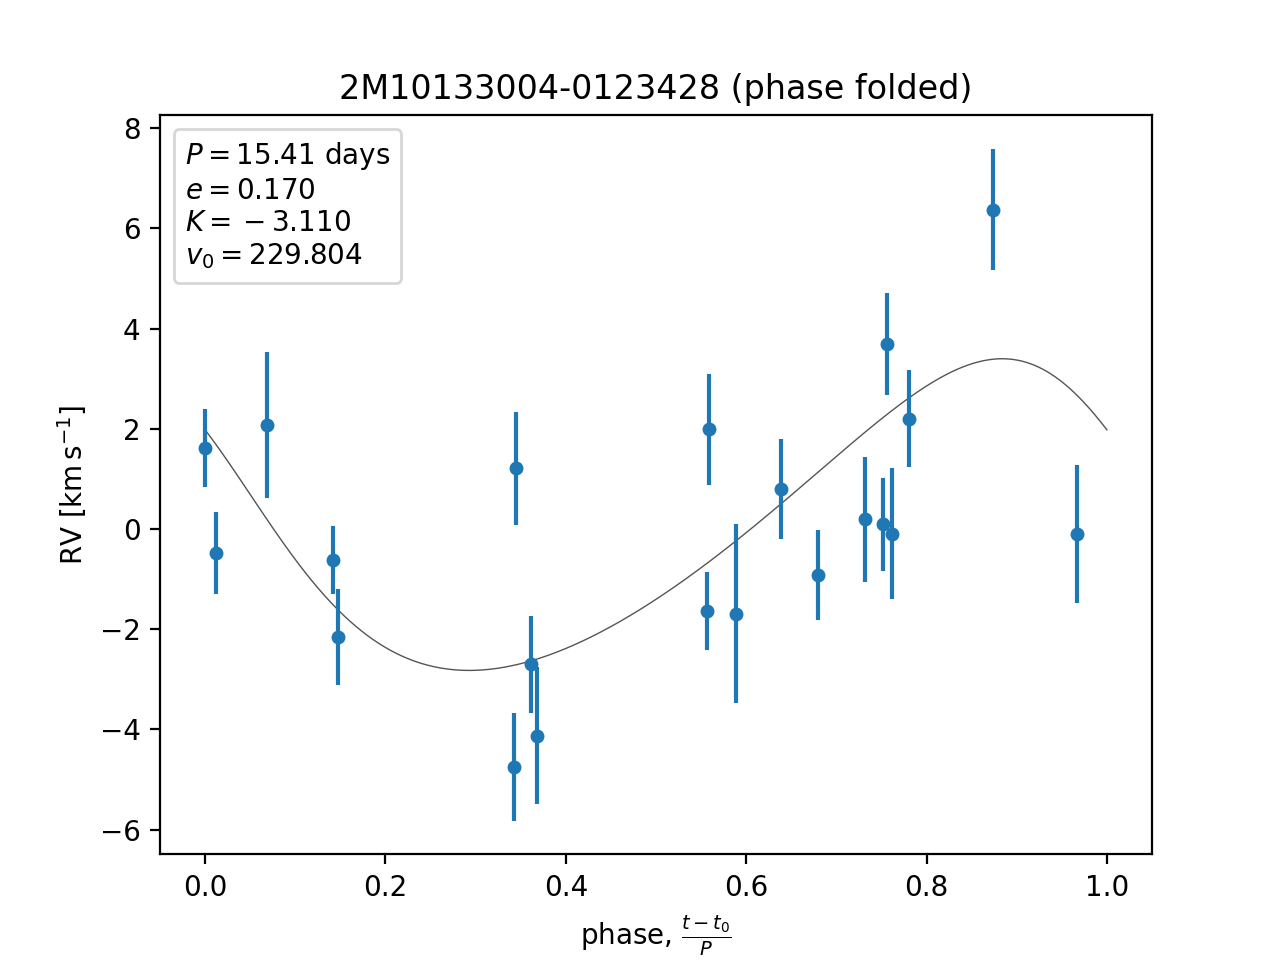 2M10133004-0123428 (phase folded)
P = 15.41 days
e = 0.170
K = −3.110
v₀ = 229.804
RV [km s⁻¹]
8
6
4
2
0
−2
−4
−6
0.0 0.2 0.4 0.6 0.8 1.0
phase, (t − t₀)/P